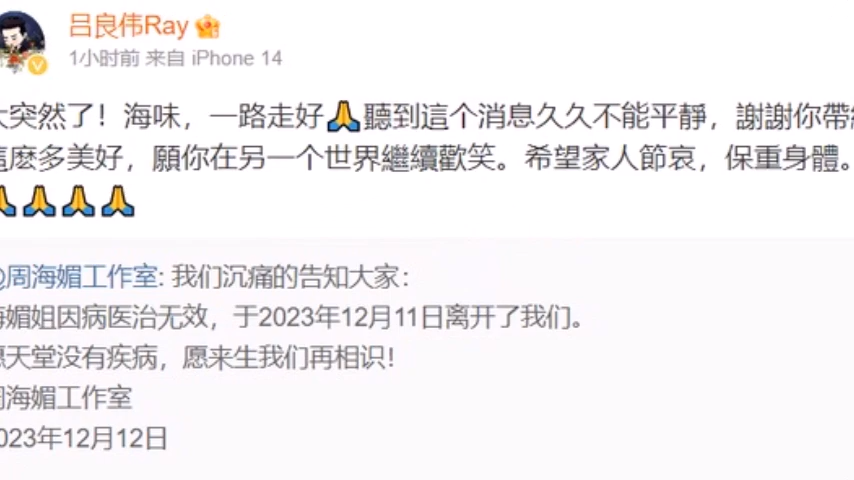 吕良伟Ray
1小时前 来自 iPhone 14
突然了！海味，一路走好🙏聽到這个消息久久不能平靜，謝謝你帶
麽多美好，願你在另一个世界繼續歡笑。希望家人節哀，保重身體。
🙏🙏🙏
@周海媚工作室: 我们沉痛的告知大家：
媚姐因病医治无效，于2023年12月11日离开了我们。
天堂没有疾病，愿来生我们再相识！
周海媚工作室
2023年12月12日